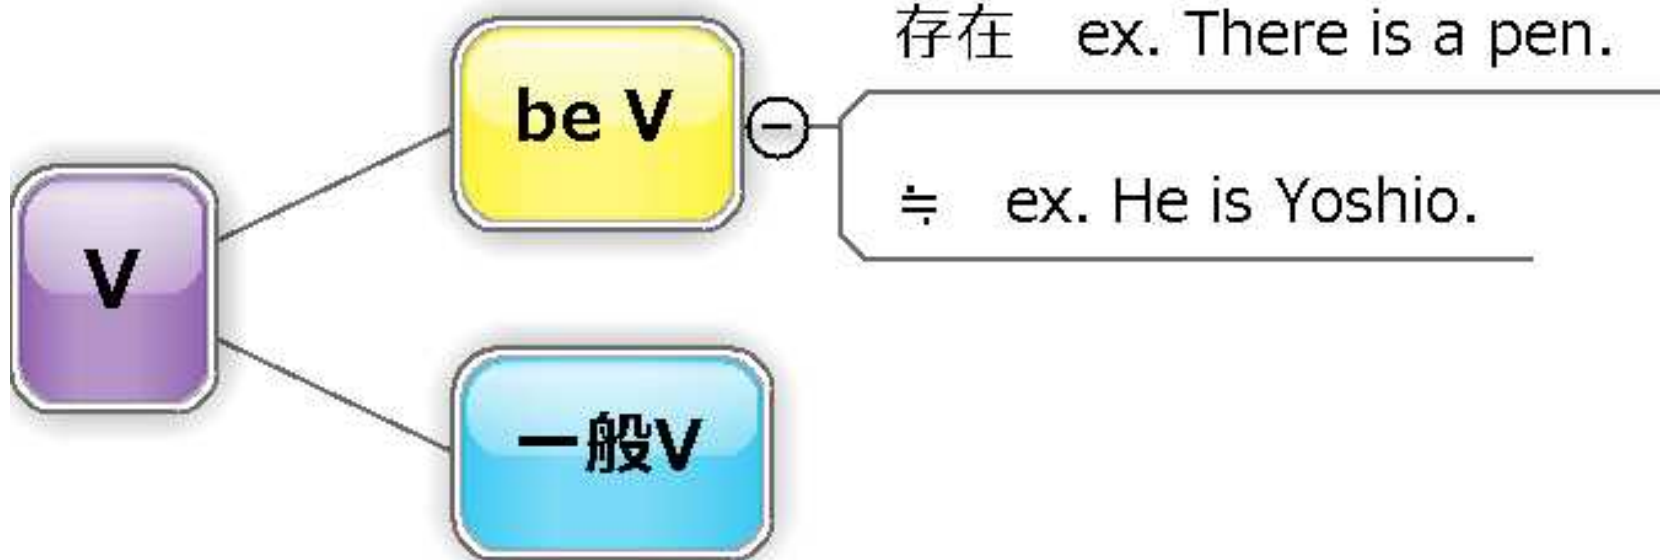 存在 ex. There is a pen.
be V
≒ ex. He is Yoshio.
V
一般V